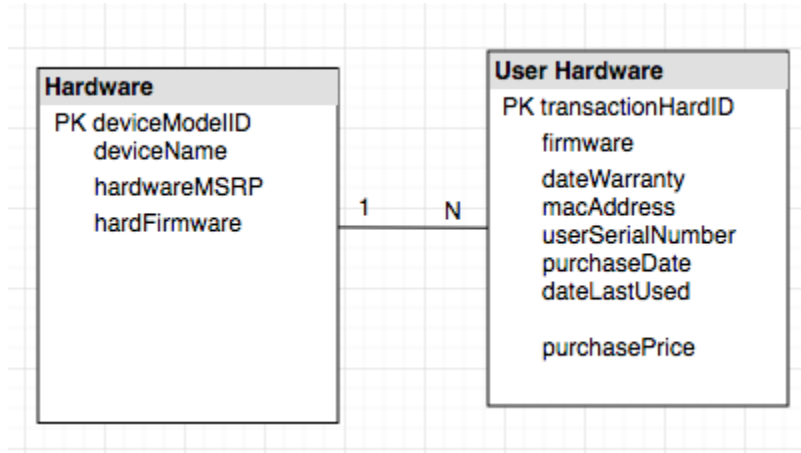 Hardware
PK deviceModelID
deviceName
hardwareMSRP
hardFirmware
1
N
User Hardware
PK transactionHardID
firmware
dateWarranty
macAddress
userSerialNumber
purchaseDate
dateLastUsed
purchasePrice